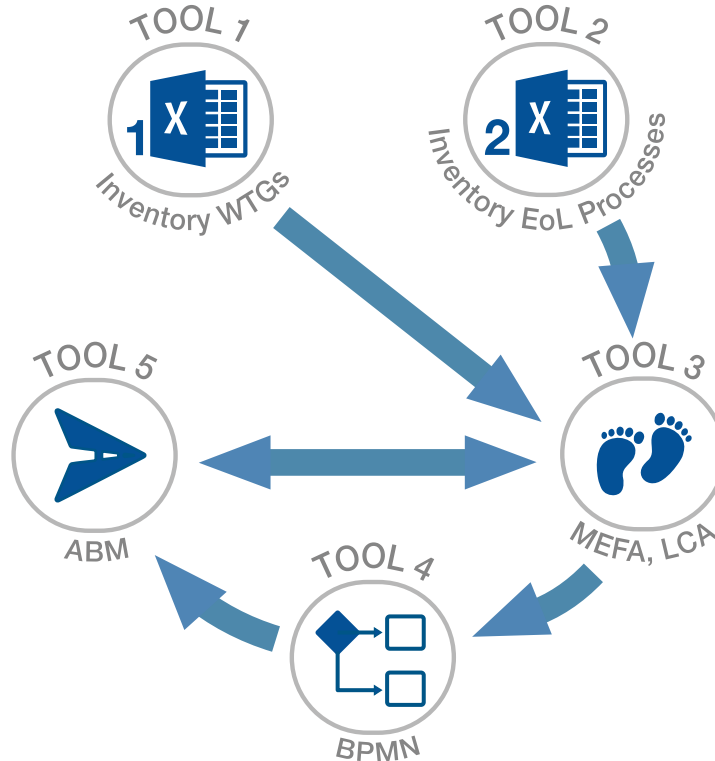 TOOL 1
X
1
Inventory WTGs
TOOL 2
X
2
Inventory EoL Processes
TOOL 5
ABM
TOOL 3
MEFA, LCA
TOOL 4
BPMN